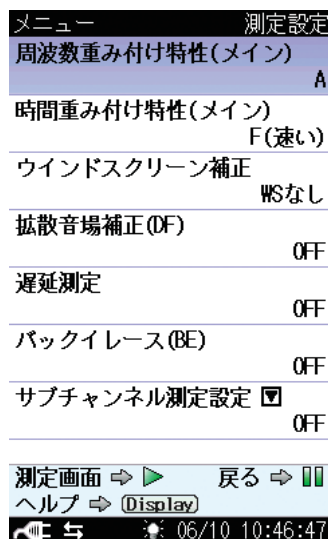 メニュー 測定設定
周波数重み付け特性(メイン)
A
時間重み付け特性(メイン)
F(速い)
ウインドスクリーン補正
WSなし
拡散音場補正(DF)
OFF
遅延測定
OFF
バックイレース(BE)
OFF
サブチャンネル測定設定 ▼
OFF
測定画面 ⇨ ▷ 戻る ⇨ ▯▯
ヘルプ ⇨ (Display)
06/10 10:46:47